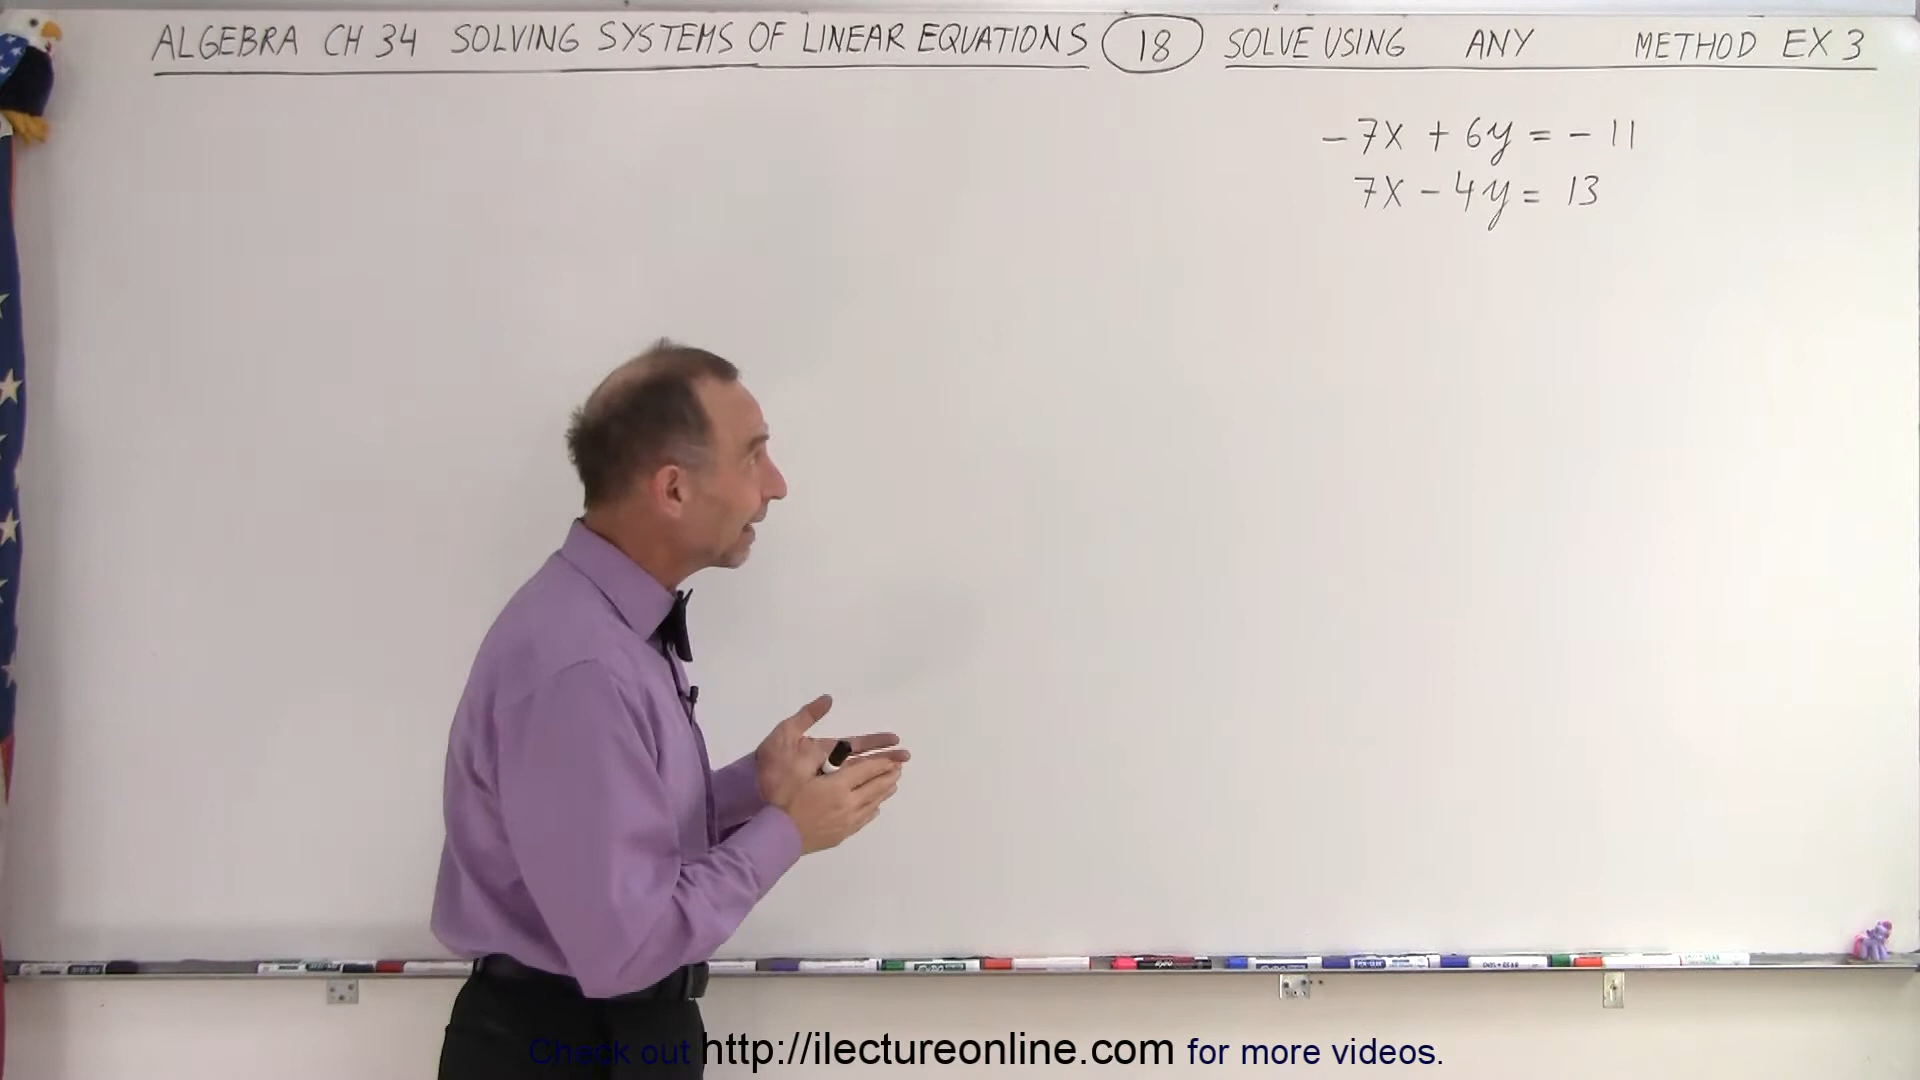 ALGEBRA CH 34 SOLVING SYSTEMS OF LINEAR EQUATIONS 18 SOLVE USING ANY METHOD EX 3
-7X + 6y = - 11
7X - 4y = 13
Check out http://ilectureonline.com for more videos.